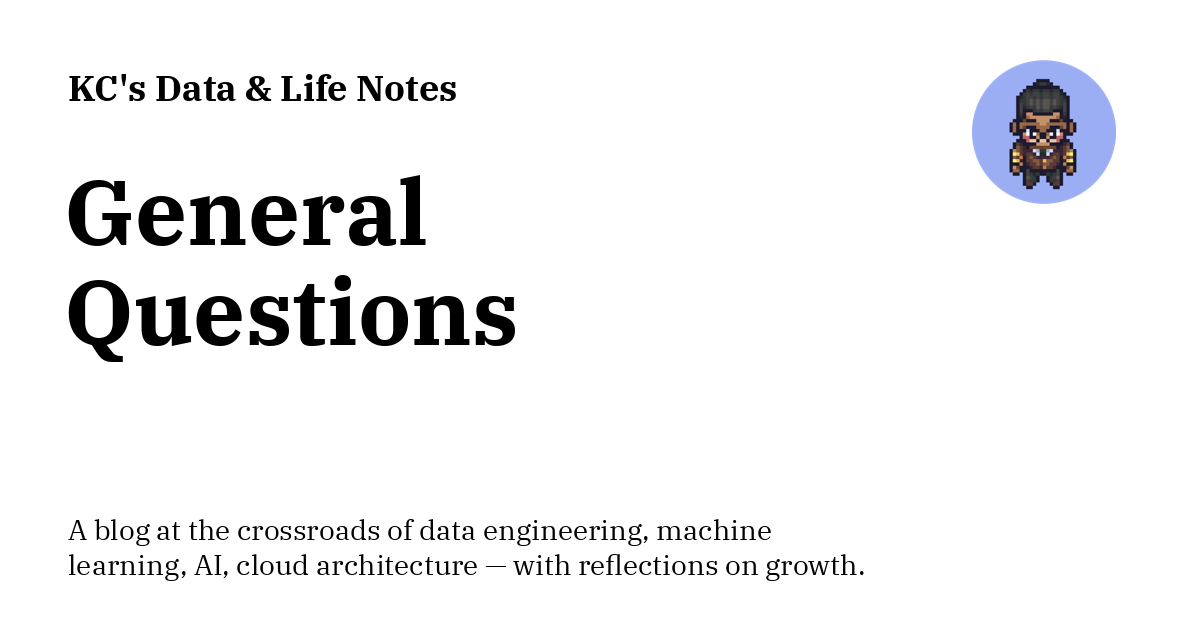 KC's Data & Life Notes
General
Questions
A blog at the crossroads of data engineering, machine
learning, AI, cloud architecture — with reflections on growth.